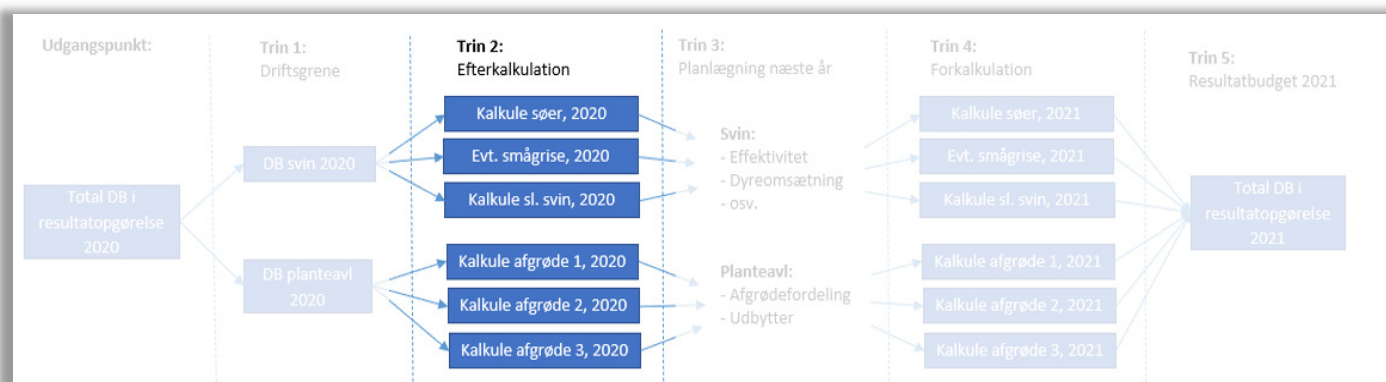 Udgangspunkt:
Total DB i
resultatopgørelse
2020
Trin 1:
Driftsgrene
DB svin 2020
DB planteavl
2020
Trin 2:
Efterkalkulation
Kalkule søer, 2020
Evt. smågrise, 2020
Kalkule sl. svin, 2020
Kalkule afgrøde 1, 2020
Kalkule afgrøde 2, 2020
Kalkule afgrøde 3, 2020
Trin 3:
Planlægning næste år
Svin:
- Effektivitet
- Dyreomsætning
- osv.
Planteavl:
- Afgrødefordeling
- Udbytter
Trin 4:
Forkalkulation
Kalkule søer, 2021
Evt. smågrise, 2021
Kalkule sl. svin, 2021
Kalkule afgrøde 1, 2021
Kalkule afgrøde 2, 2021
Kalkule afgrøde 3, 2021
Trin 5:
Resultatbudget 2021
Total DB i
resultatopgørelse
2021